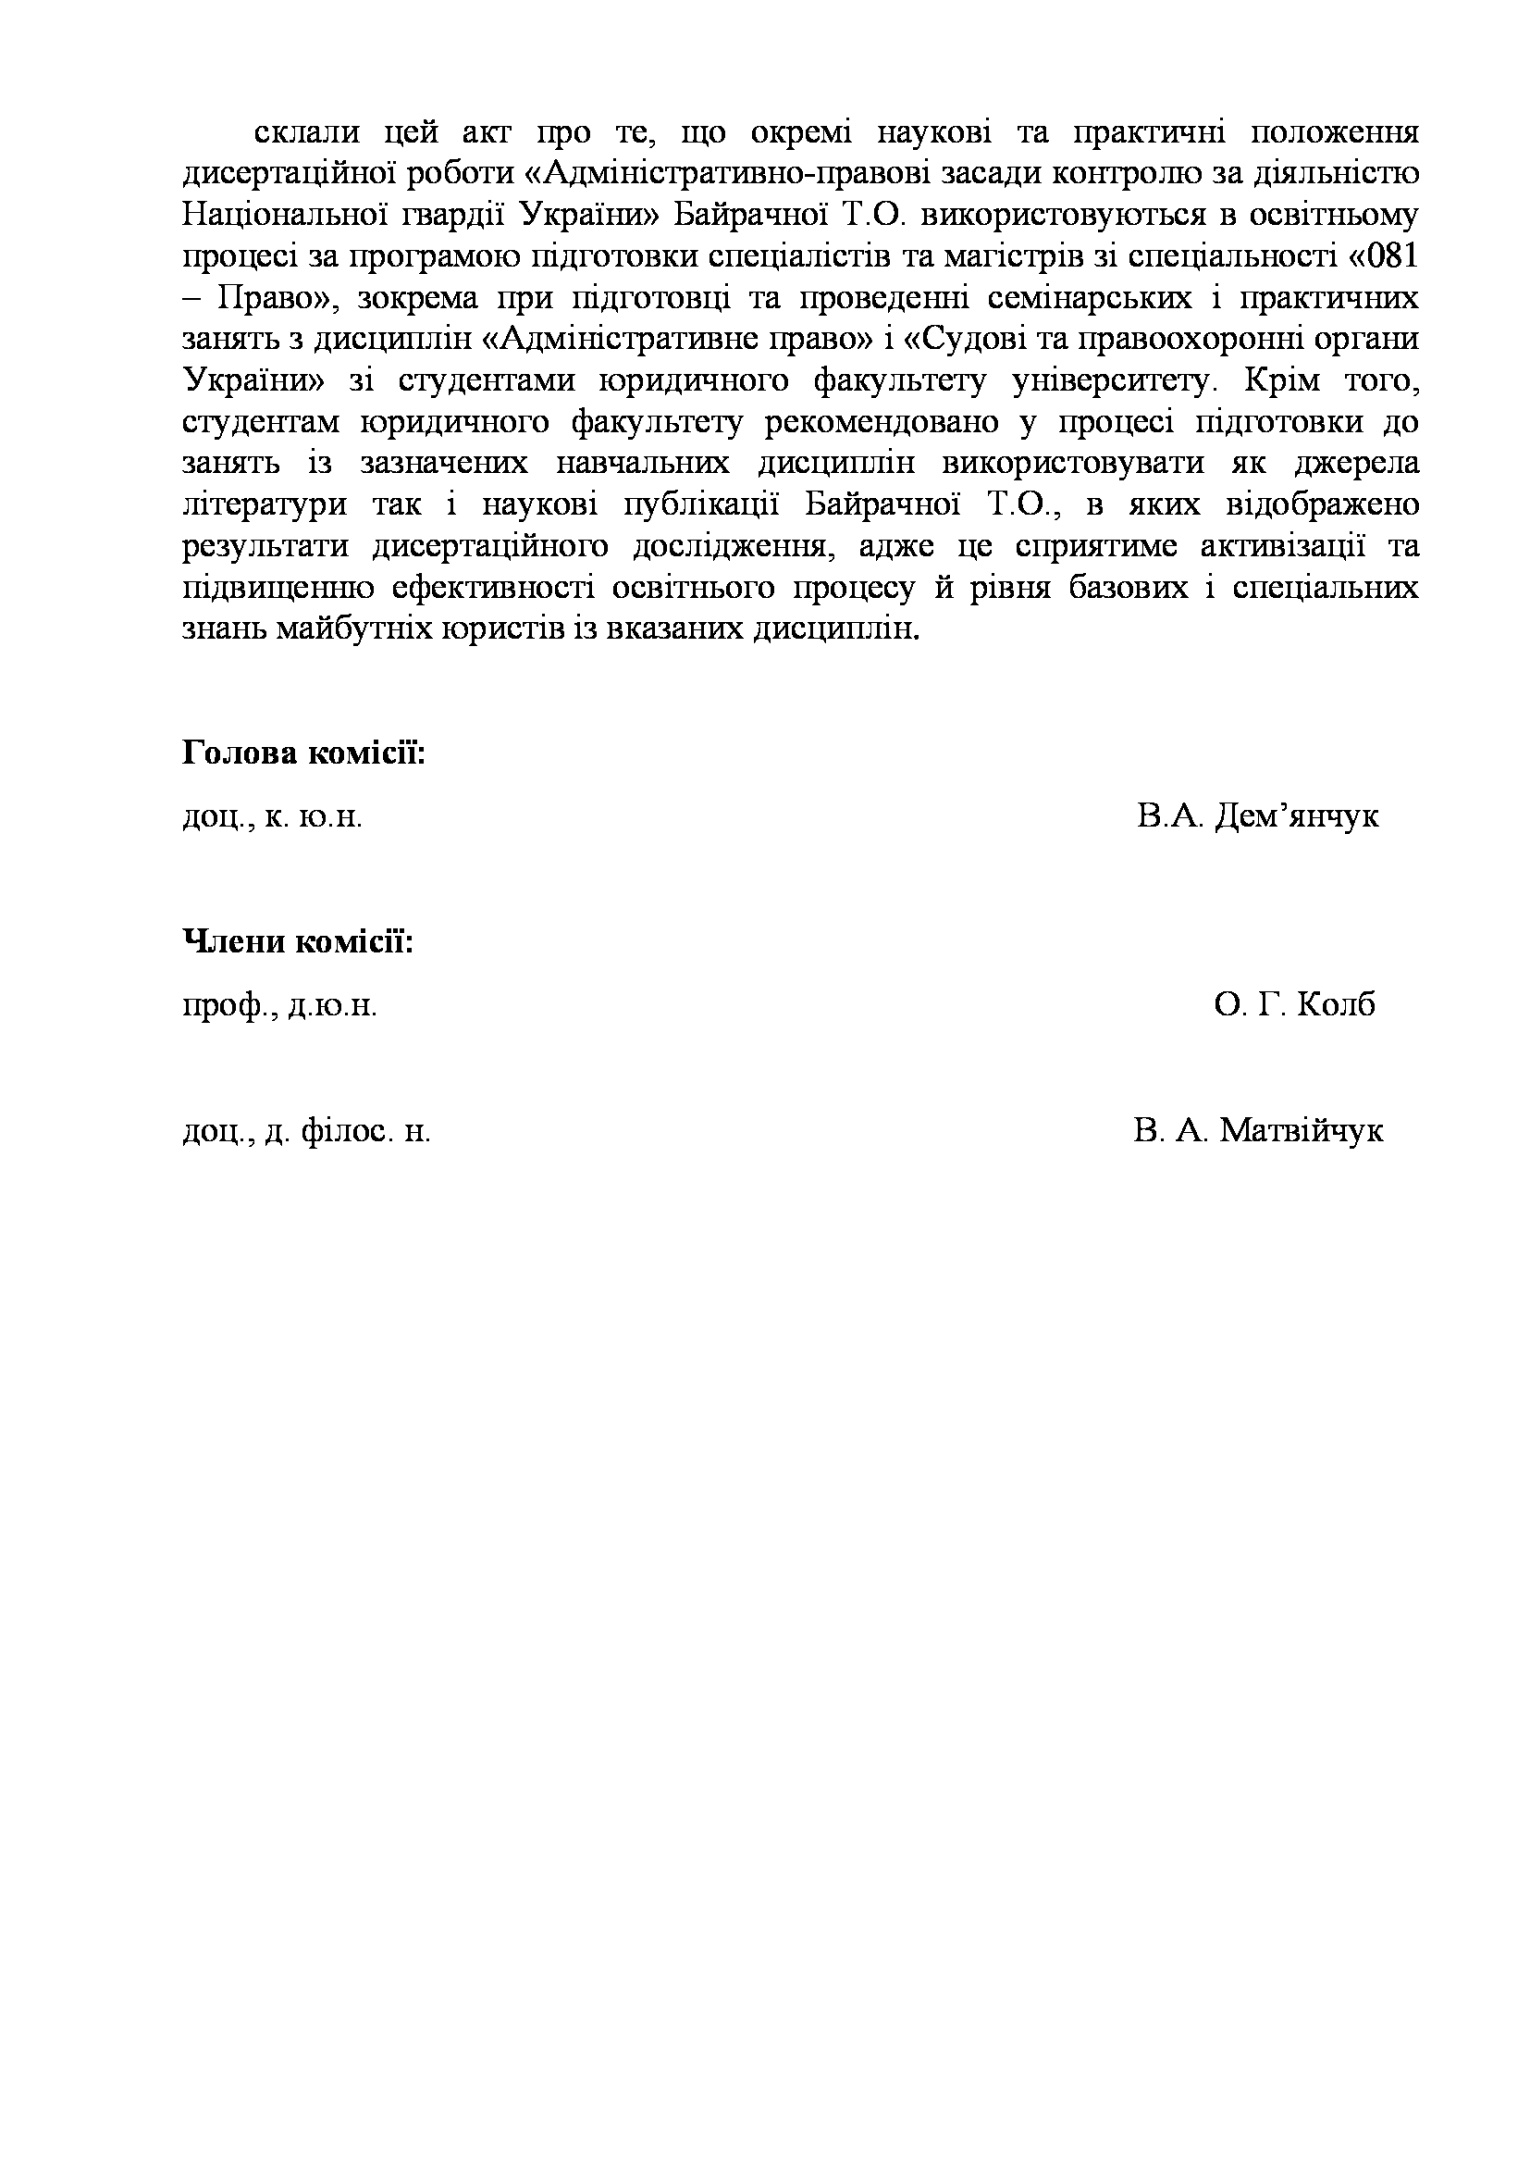 склали цей акт про те, що окремі наукові та практичні положення
дисертаційної роботи «Адміністративно-правові засади контролю за діяльністю
Національної гвардії України» Байрачної Т.О. використовуються в освітньому
процесі за програмою підготовки спеціалістів та магістрів зі спеціальності «081
– Право», зокрема при підготовці та проведенні семінарських і практичних
занять з дисциплін «Адміністративне право» і «Судові та правоохоронні органи
України» зі студентами юридичного факультету університету. Крім того,
студентам юридичного факультету рекомендовано у процесі підготовки до
занять із зазначених навчальних дисциплін використовувати як джерела
літератури так і наукові публікації Байрачної Т.О., в яких відображено
результати дисертаційного дослідження, адже це сприятиме активізації та
підвищенню ефективності освітнього процесу й рівня базових і спеціальних
знань майбутніх юристів із вказаних дисциплін.
Голова комісії:
доц., к. ю.н. В.А. Дем’янчук
Члени комісії:
проф., д.ю.н. О. Г. Колб
доц., д. філос. н. В. А. Матвійчук